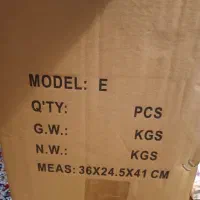 MODEL: E
Q'TY: PCS
G.W.: KGS
N.W.: KGS
MEAS: 36X24.5X41 CM